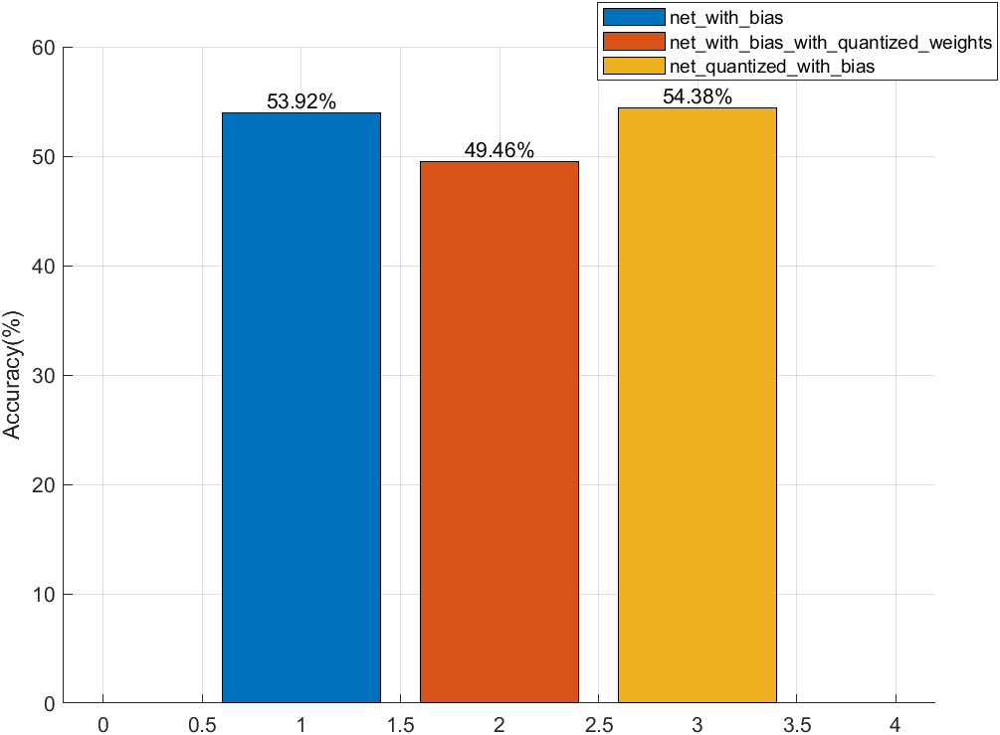 net_with_bias
net_with_bias_with_quantized_weights
net_quantized_with_bias
60
53.92%
49.46%
54.38%
50
40
30
20
10
0
Accuracy(%)
0 0.5 1 1.5 2 2.5 3 3.5 4